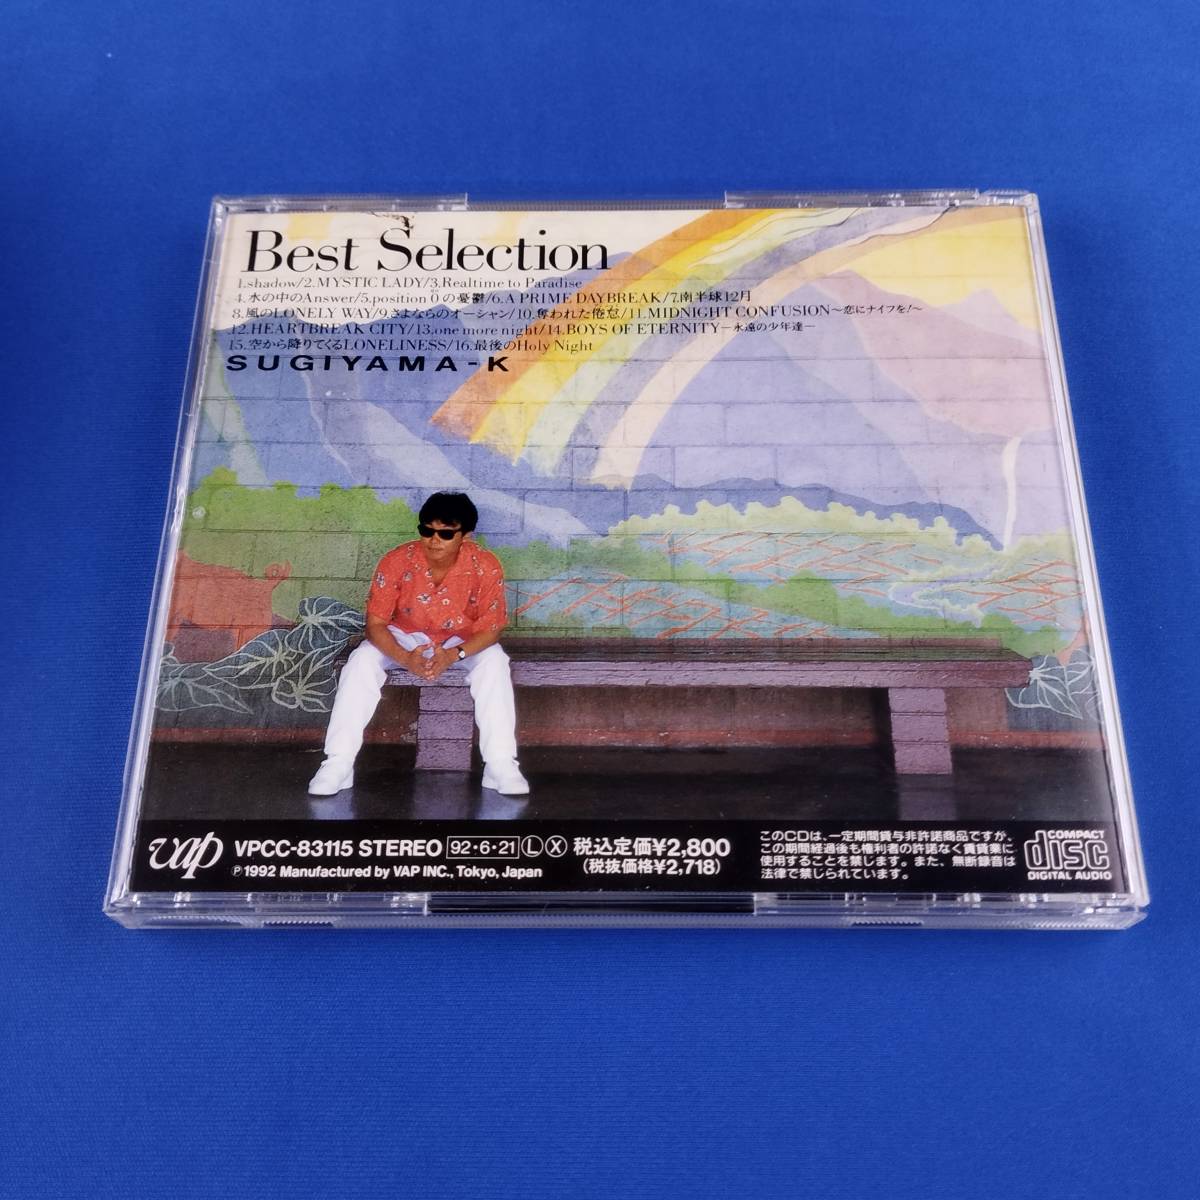 Best Selection
1.shadow/2.MYSTIC LADY/3.Realtime to Paradise
4.水の中のAnswer/5.position 0の憂鬱/6.A PRIME DAYBREAK/7.南半球12月
8.風のLONELY WAY/9.さよならのオーシャン/10.奪われた倦怠/11.MIDNIGHT CONFUSION〜恋にナイフを!〜
12.HEARTBREAK CITY/13.one more night/14.BOYS OF ETERNITY―永遠の少年達―
15.空から降りてくるLONELINESS/16.最後のHoly Night
SUGIYAMA-K
vap VPCC-83115 STEREO 92・6・21 L X 税込定価¥2,800
(税抜価格¥2,718)
Ⓟ1992 Manufactured by VAP INC., Tokyo, Japan
このCDは、一定期間貸与非許諾商品ですが、
この期間経過後も権利者の許諾なく賃貸業に
使用することを禁じます。また、無断録音は
法律で禁じられています。
COMPACT
disc
DIGITAL AUDIO